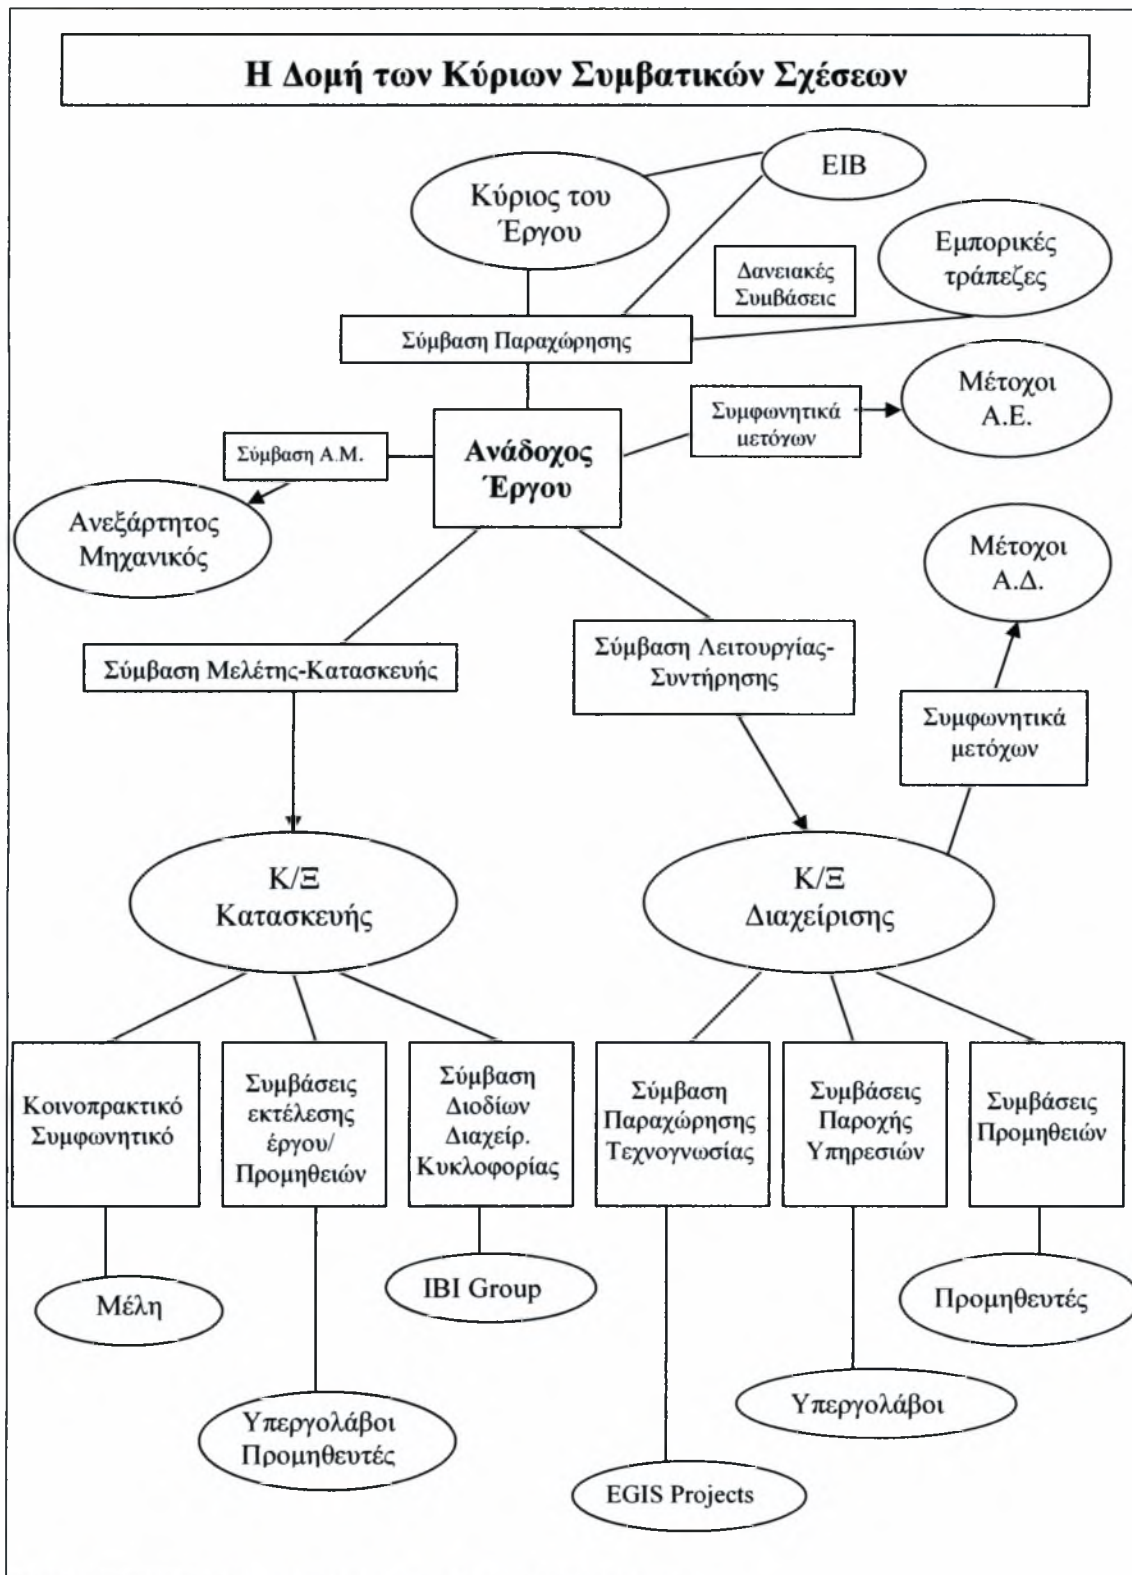 Η Δομή των Κύριων Συμβατικών Σχέσεων
Κύριος του
Έργου
EIB
Εμπορικές
τράπεζες
Δανειακές
Συμβάσεις
Σύμβαση Παραχώρησης
Μέτοχοι
Α.Ε.
Συμφωνητικά
μετόχων
Ανάδοχος
Έργου
Σύμβαση Α.Μ.
Ανεξάρτητος
Μηχανικός
Μέτοχοι
Α.Δ.
Σύμβαση Μελέτης-Κατασκευής
Σύμβαση Λειτουργίας-
Συντήρησης
Συμφωνητικά
μετόχων
Κ/Ξ
Κατασκευής
Κ/Ξ
Διαχείρισης
Κοινοπρακτικό
Συμφωνητικό
Συμβάσεις
εκτέλεσης
έργου/
Προμηθειών
Σύμβαση
Διοδίων
Διαχείρ.
Κυκλοφορίας
Σύμβαση
Παραχώρησης
Τεχνογνωσίας
Συμβάσεις
Παροχής
Υπηρεσιών
Συμβάσεις
Προμηθειών
Μέλη
IBI Group
Προμηθευτές
Υπεργολάβοι
Προμηθευτές
Υπεργολάβοι
EGIS Projects